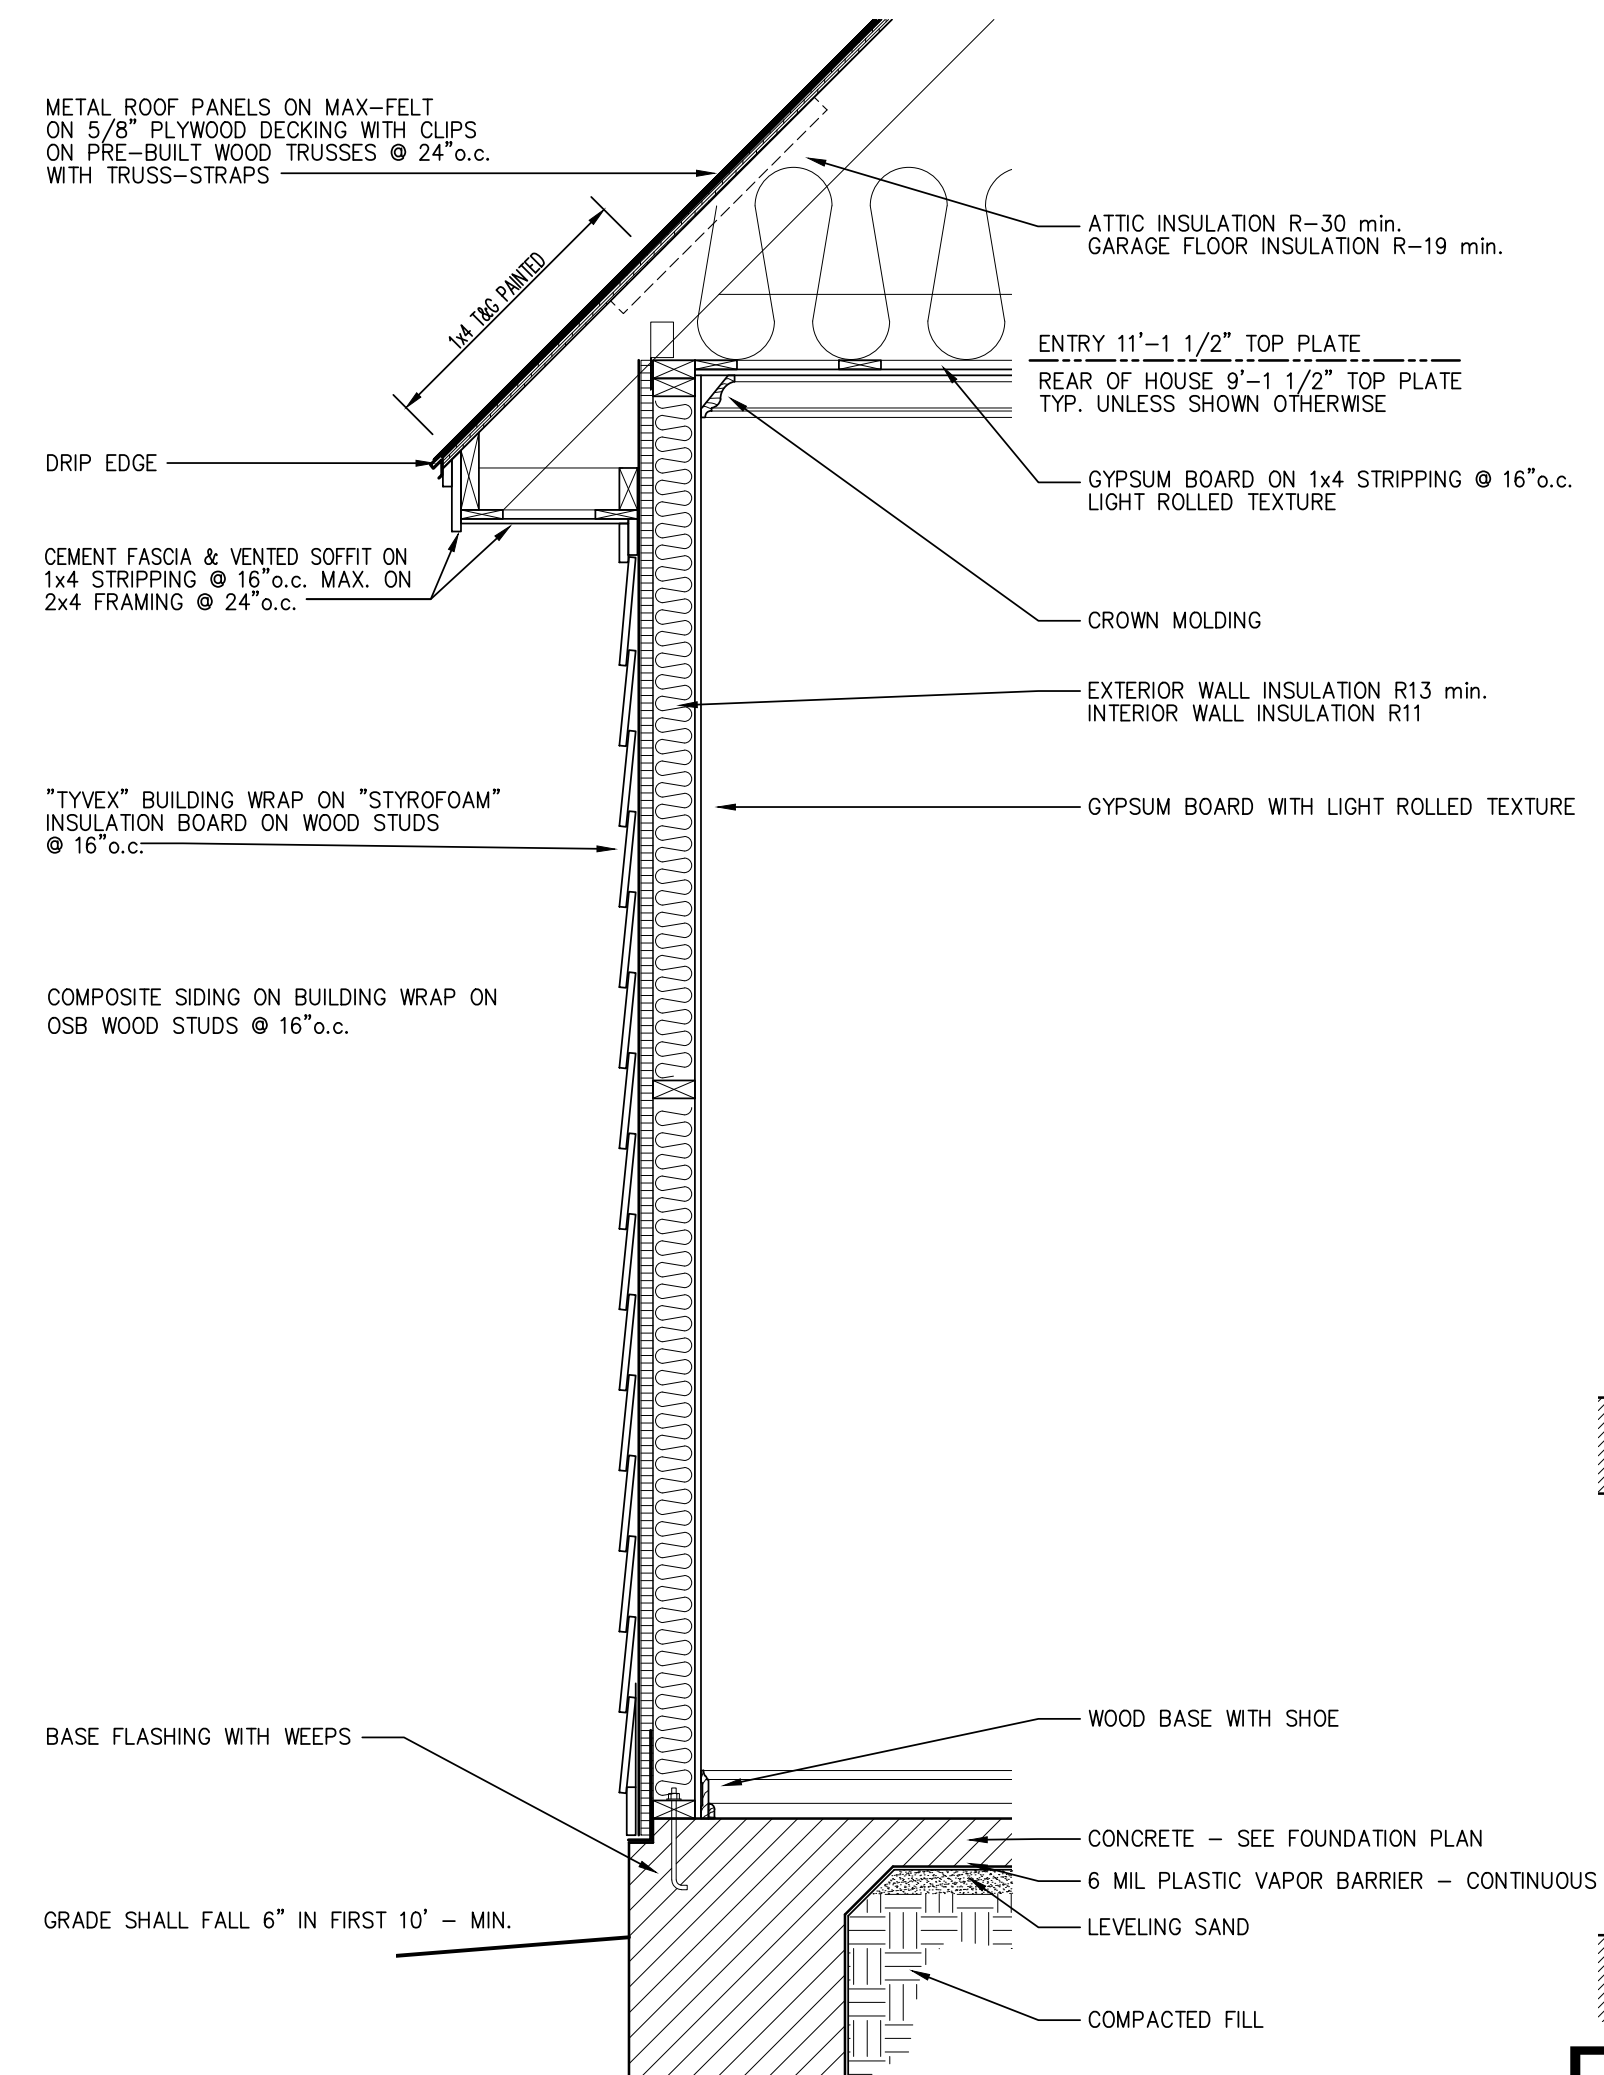 METAL ROOF PANELS ON MAX-FELT
ON 5/8" PLYWOOD DECKING WITH CLIPS
ON PRE-BUILT WOOD TRUSSES @ 24"o.c.
WITH TRUSS-STRAPS
1x4 T&G PAINTED
DRIP EDGE
CEMENT FASCIA & VENTED SOFFIT ON
1x4 STRIPPING @ 16"o.c. MAX. ON
2x4 FRAMING @ 24"o.c.
"TYVEX" BUILDING WRAP ON "STYROFOAM"
INSULATION BOARD ON WOOD STUDS
@ 16"o.c.
COMPOSITE SIDING ON BUILDING WRAP ON
OSB WOOD STUDS @ 16"o.c.
BASE FLASHING WITH WEEPS
GRADE SHALL FALL 6" IN FIRST 10' - MIN.
ATTIC INSULATION R-30 min.
GARAGE FLOOR INSULATION R-19 min.
ENTRY 11'-1 1/2" TOP PLATE
REAR OF HOUSE 9'-1 1/2" TOP PLATE
TYP. UNLESS SHOWN OTHERWISE
GYPSUM BOARD ON 1x4 STRIPPING @ 16"o.c.
LIGHT ROLLED TEXTURE
CROWN MOLDING
EXTERIOR WALL INSULATION R13 min.
INTERIOR WALL INSULATION R11
GYPSUM BOARD WITH LIGHT ROLLED TEXTURE
WOOD BASE WITH SHOE
CONCRETE - SEE FOUNDATION PLAN
6 MIL PLASTIC VAPOR BARRIER - CONTINUOUS
LEVELING SAND
COMPACTED FILL